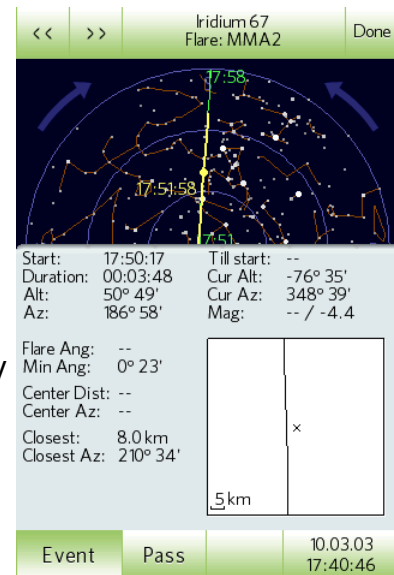 << >> Iridium 67 Done
Flare: MMA2
17:58
17:51:58
17:51
Start: 17:50:17 Till start: --
Duration: 00:03:48 Cur Alt: -76° 35'
Alt: 50° 49' Cur Az: 348° 39'
Az: 186° 58' Mag: -- / -4.4
Flare Ang: --
Min Ang: 0° 23'
Center Dist: --
Center Az: --
Closest: 8.0 km
Closest Az: 210° 34'
5 km
Event Pass 10.03.03
17:40:46